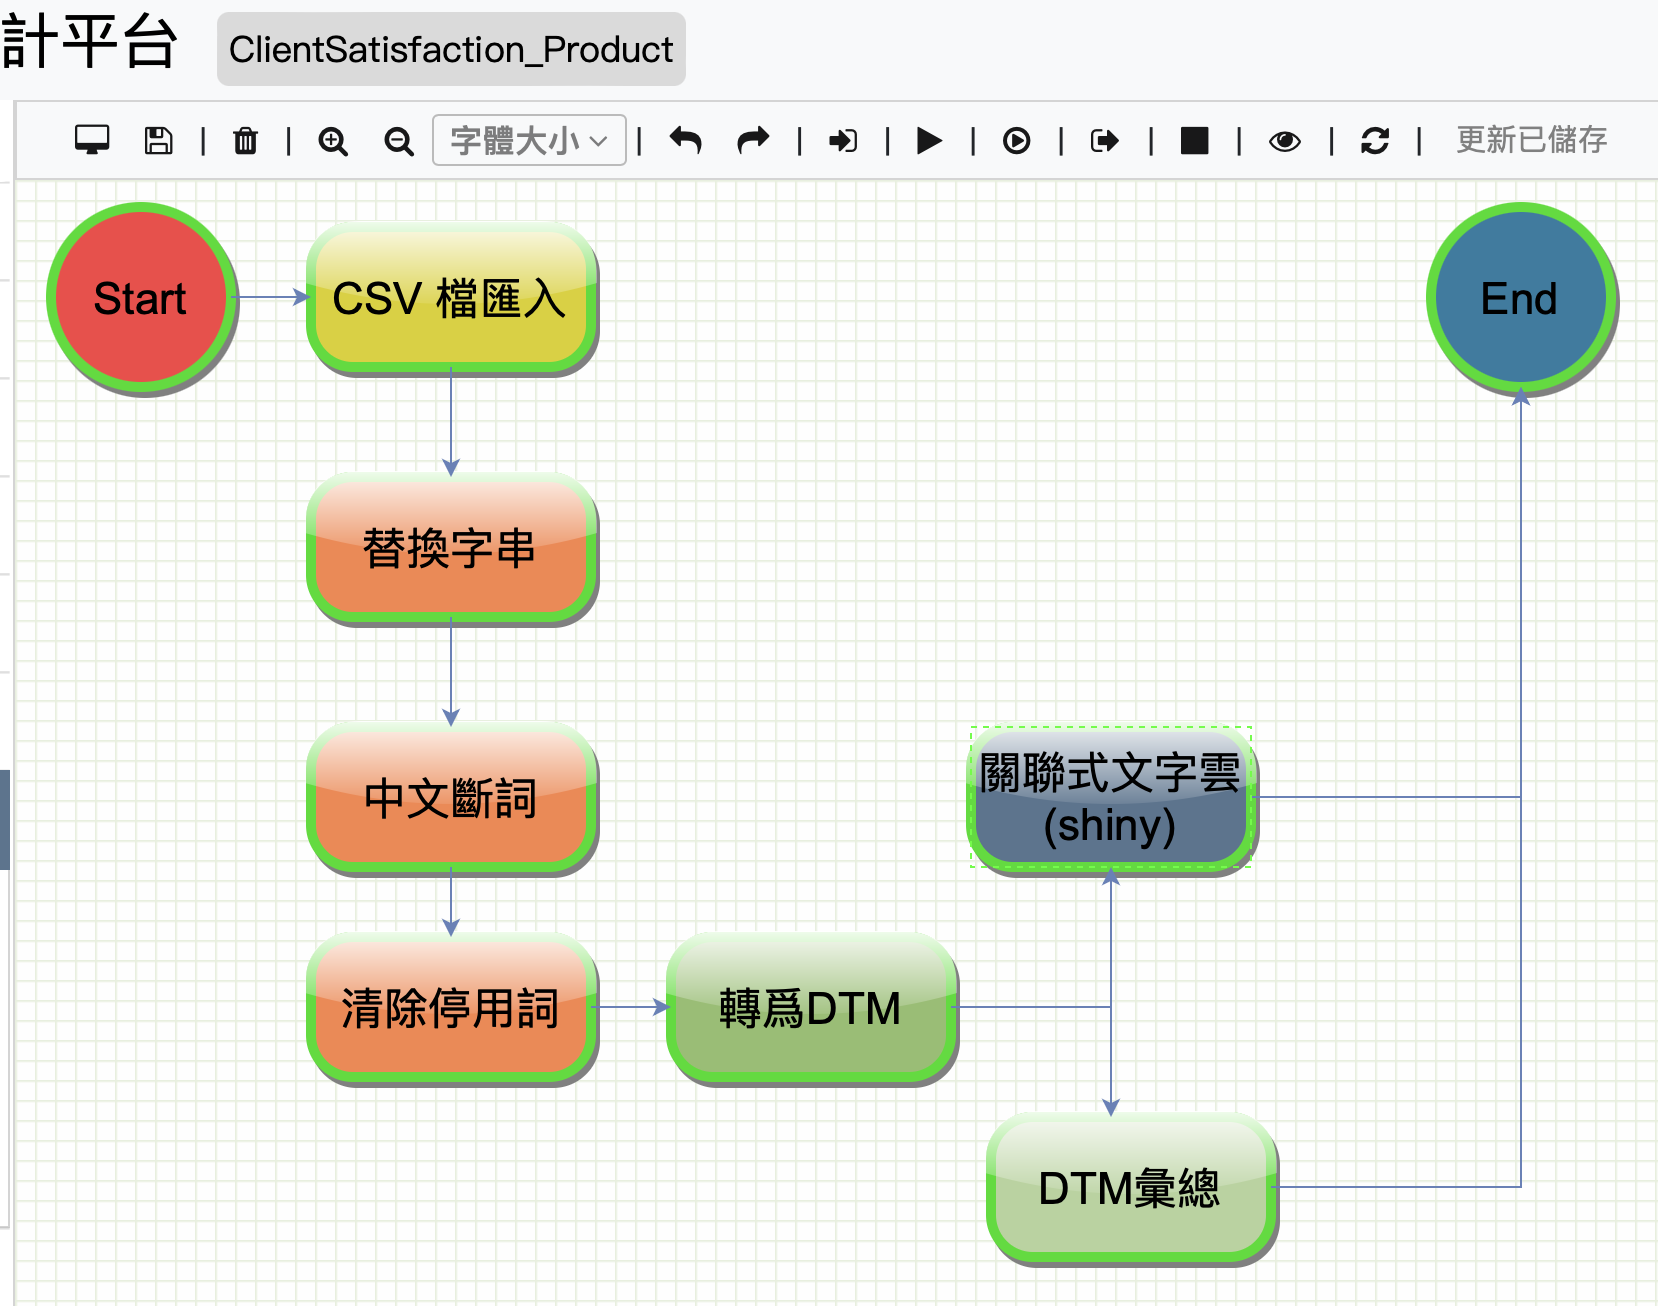 計平台
ClientSatisfaction_Product
字體大小
更新已儲存
Start
CSV 檔匯入
End
替換字串
中文斷詞
關聯式文字雲
(shiny)
清除停用詞
轉爲DTM
DTM彙總